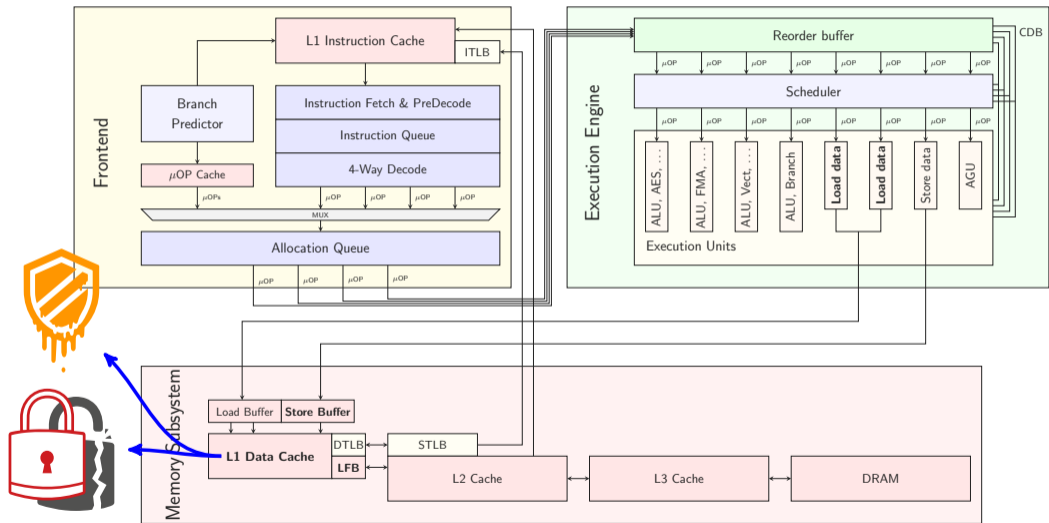 Frontend
L1 Instruction Cache
ITLB
Branch
Predictor
Instruction Fetch & PreDecode
Instruction Queue
4-Way Decode
μOP Cache
μOPs
μOP μOP μOP μOP
MUX
Allocation Queue
μOP μOP μOP μOP
Execution Engine
Reorder buffer
CDB
μOP μOP μOP μOP μOP μOP μOP μOP
Scheduler
μOP μOP μOP μOP μOP μOP μOP μOP
ALU, AES, . . .
ALU, FMA, . . .
ALU, Vect, . . .
ALU, Branch
Load data
Load data
Store data
AGU
Execution Units
Memory Subsystem
Load Buffer
Store Buffer
L1 Data Cache
DTLB
STLB
LFB
L2 Cache
L3 Cache
DRAM